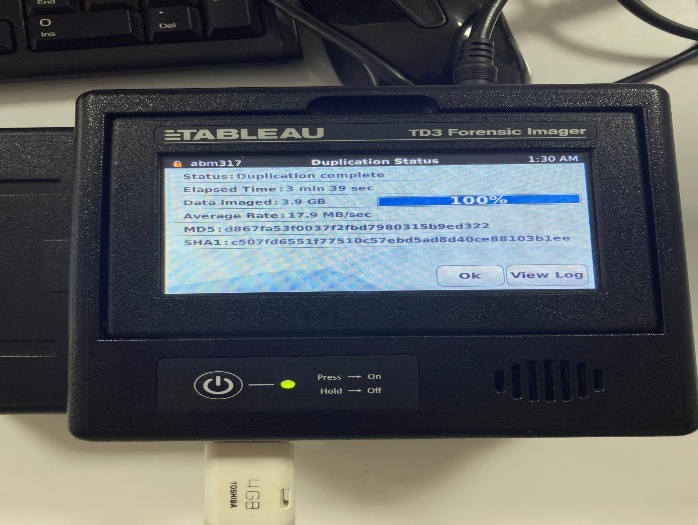 End
O
Ins
Del
TABLEAU
TD3 Forensic Imager
abm317
Duplication Status
1:30 AM
Status: Duplication complete
Elapsed Time: 3 min 39 sec
Data Imaged: 3.9 GB
100%
Average Rate: 17.9 MB/sec
MD5: d867fa53f0037f2fbd7980315b9ed322
SHA1: c507fd6551f77510c57ebd5ad8d40ce88103b1ee
Ok
View Log
Press → On
Hold → Off
TOSHIBA
4GB